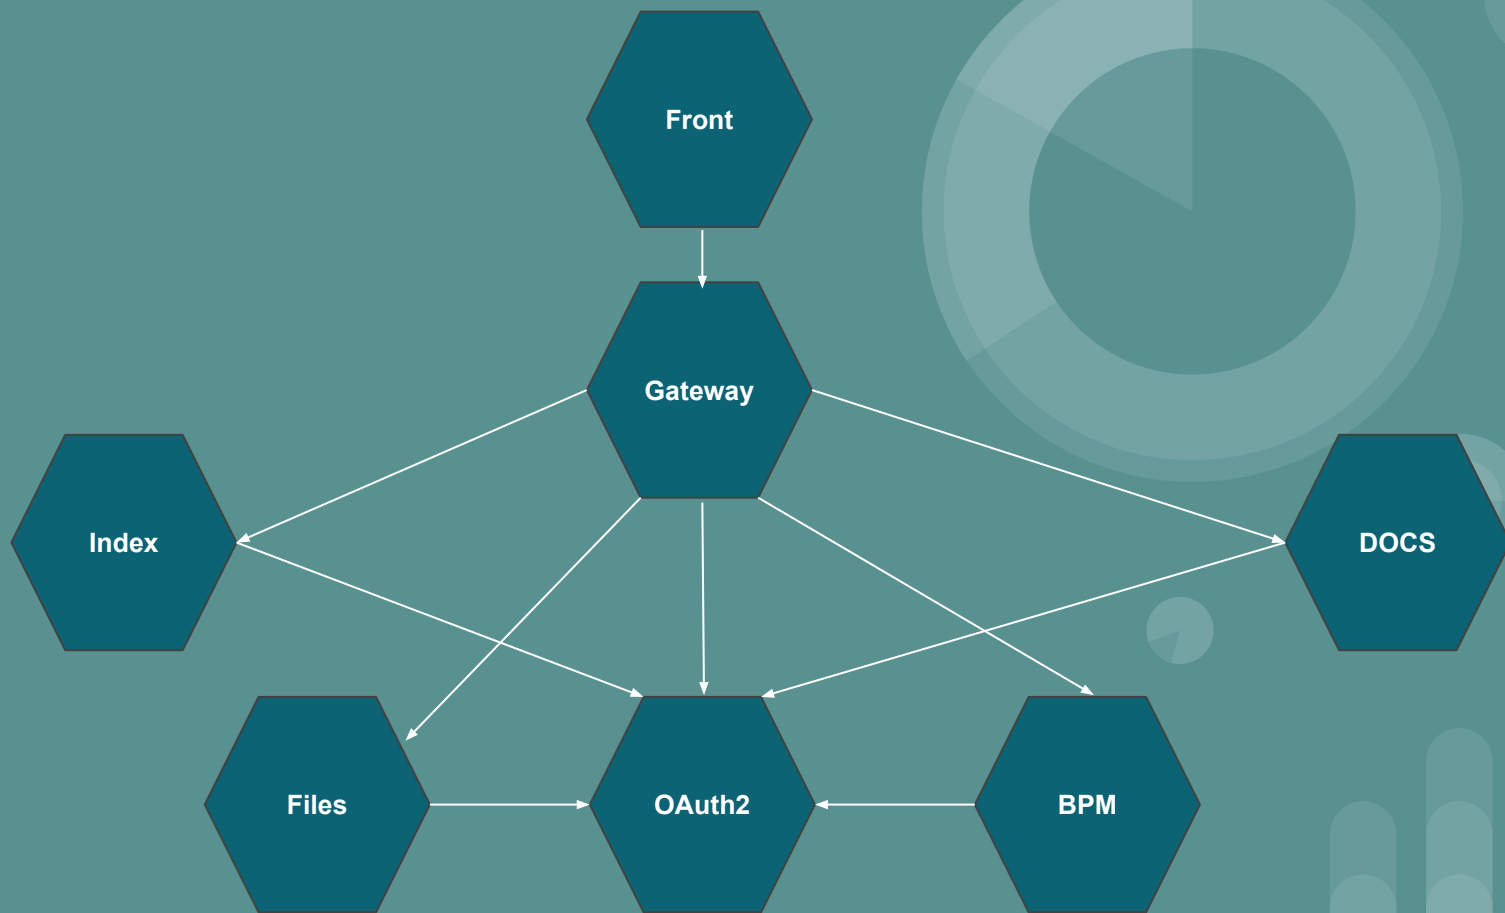 Front
Gateway
Index
DOCS
Files
OAuth2
BPM